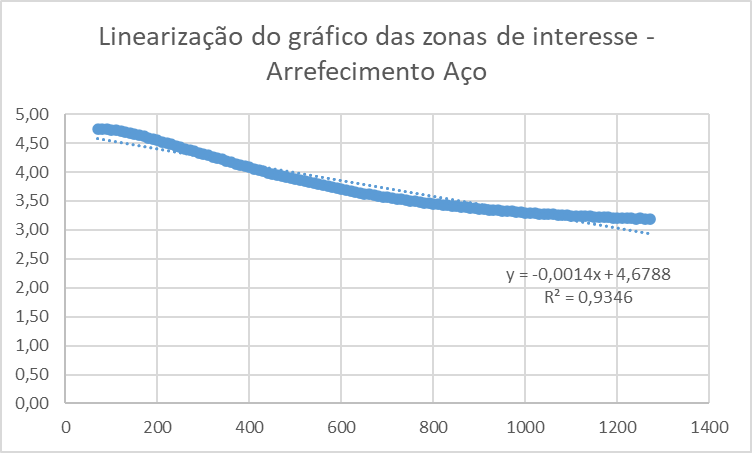 Linearização do gráfico das zonas de interesse -
Arrefecimento Aço
5,00
4,50
4,00
3,50
3,00
2,50
2,00
1,50
1,00
0,50
0,00
y = -0,0014x + 4,6788
R² = 0,9346
0 200 400 600 800 1000 1200 1400